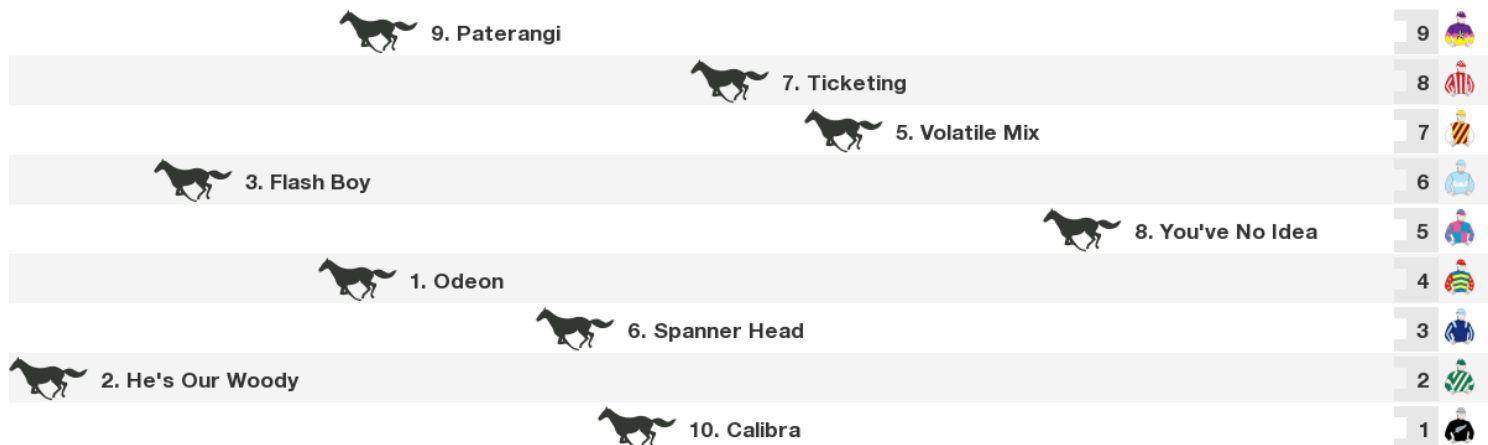 9. Paterangi 9
7. Ticketing 8
5. Volatile Mix 7
3. Flash Boy 6
8. You've No Idea 5
1. Odeon 4
6. Spanner Head 3
2. He's Our Woody 2
10. Calibra 1